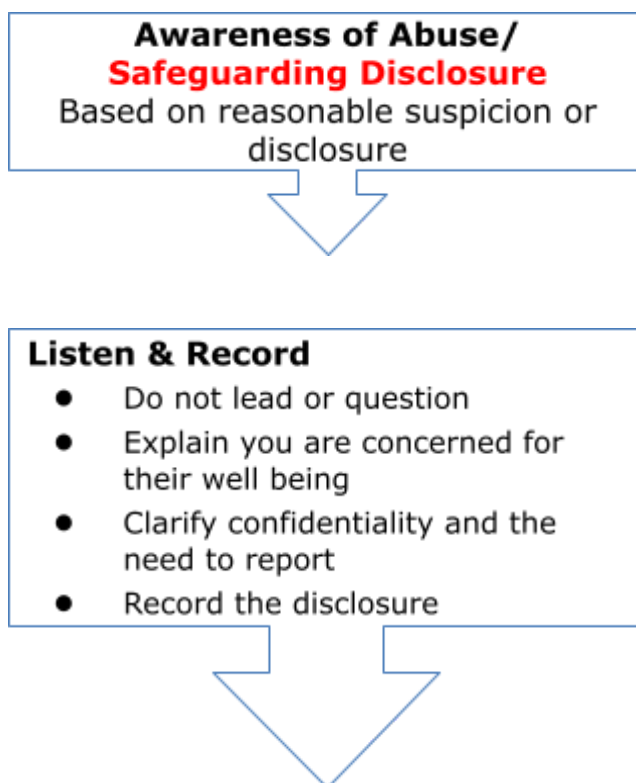 Awareness of Abuse/
Safeguarding Disclosure
Based on reasonable suspicion or
disclosure
Listen & Record
● Do not lead or question
● Explain you are concerned for
their well being
● Clarify confidentiality and the
need to report
● Record the disclosure